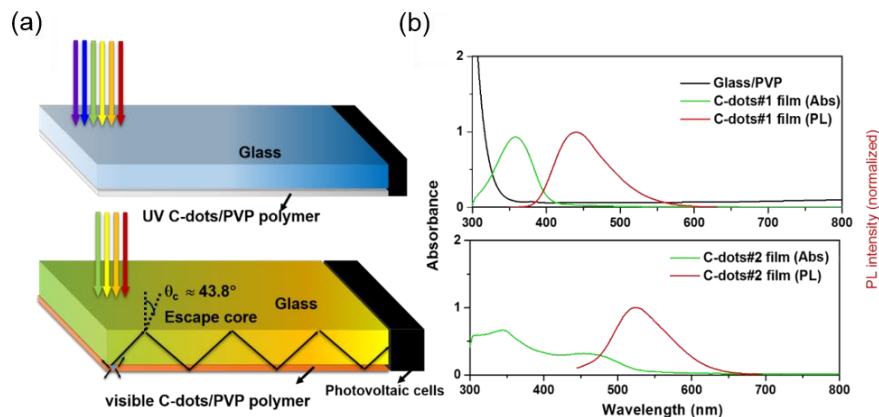 (a)
Glass
UV C-dots/PVP polymer
θc ≈ 43.8°
Escape core
Glass
visible C-dots/PVP polymer
Photovoltaic cells
(b)
2
1
0
300 400 500 600 700 800
Glass/PVP
C-dots#1 film (Abs)
C-dots#1 film (PL)
Absorbance
PL intensity (normalized)
2
1
0
300 400 500 600 700 800
C-dots#2 film (Abs)
C-dots#2 film (PL)
Wavelength (nm)